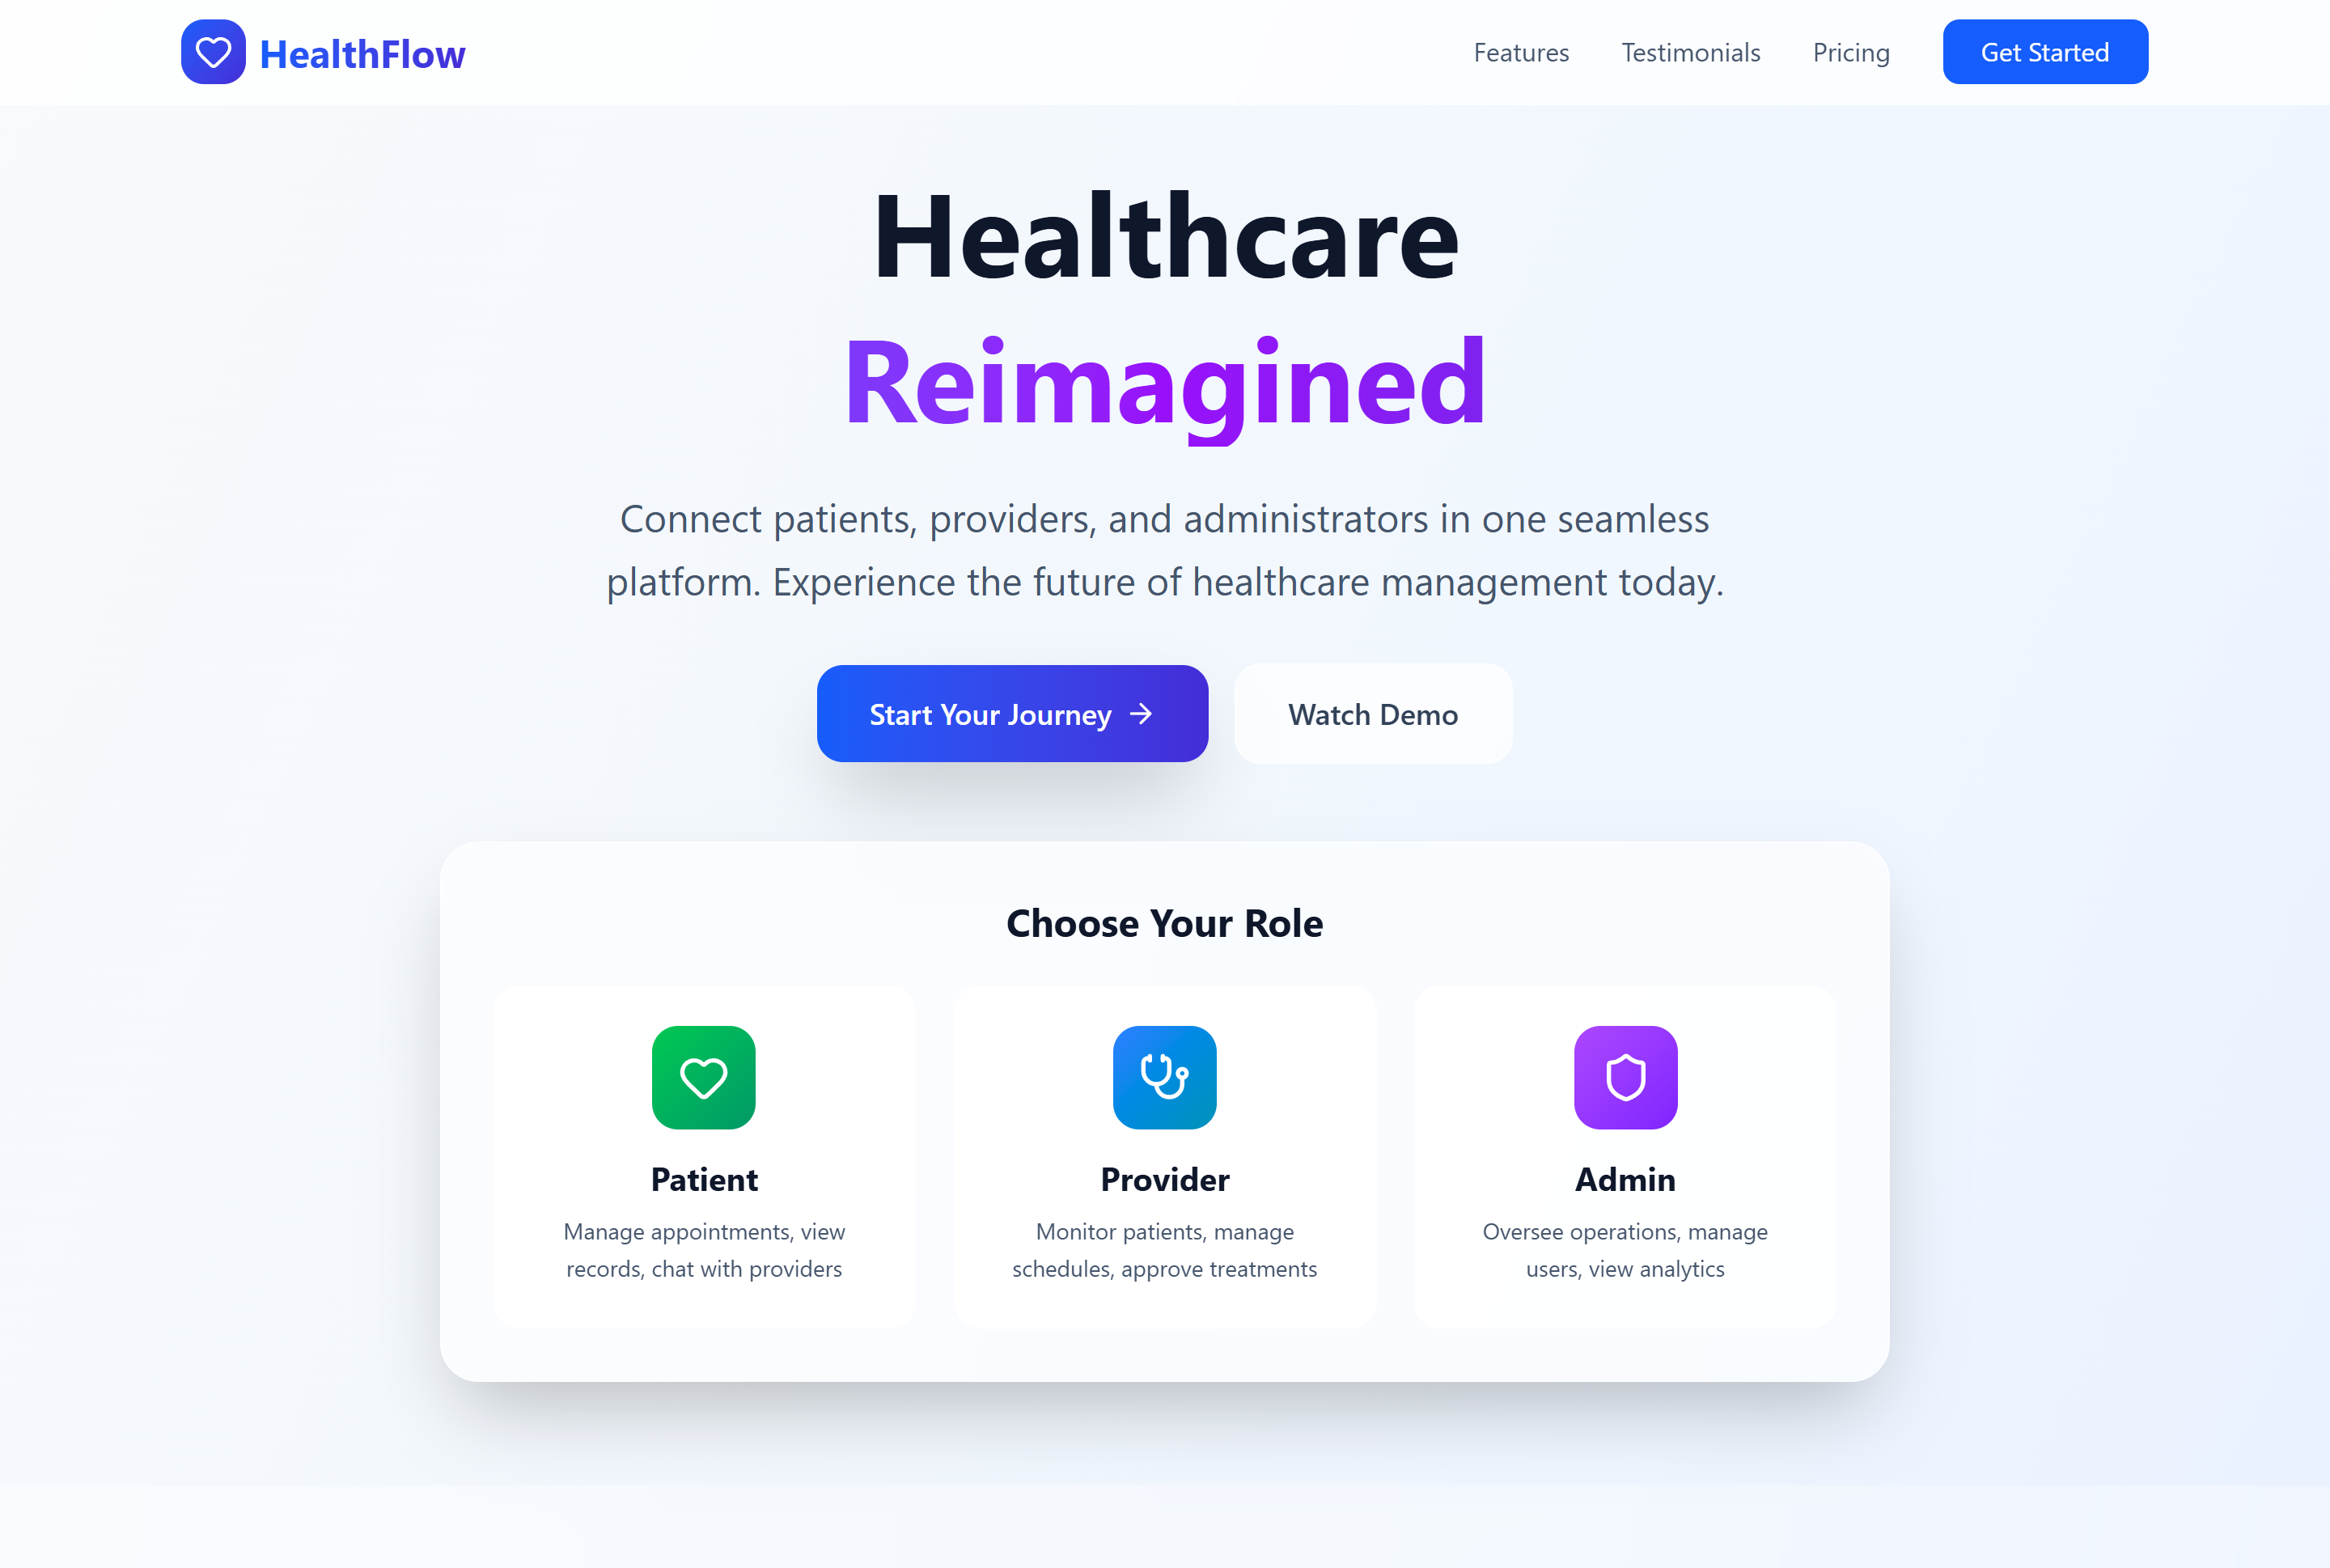 HealthFlow
Features
Testimonials
Pricing
Get Started
Healthcare
Reimagined
Connect patients, providers, and administrators in one seamless
platform. Experience the future of healthcare management today.
Start Your Journey
Watch Demo
Choose Your Role
Patient
Manage appointments, view
records, chat with providers
Provider
Monitor patients, manage
schedules, approve treatments
Admin
Oversee operations, manage
users, view analytics